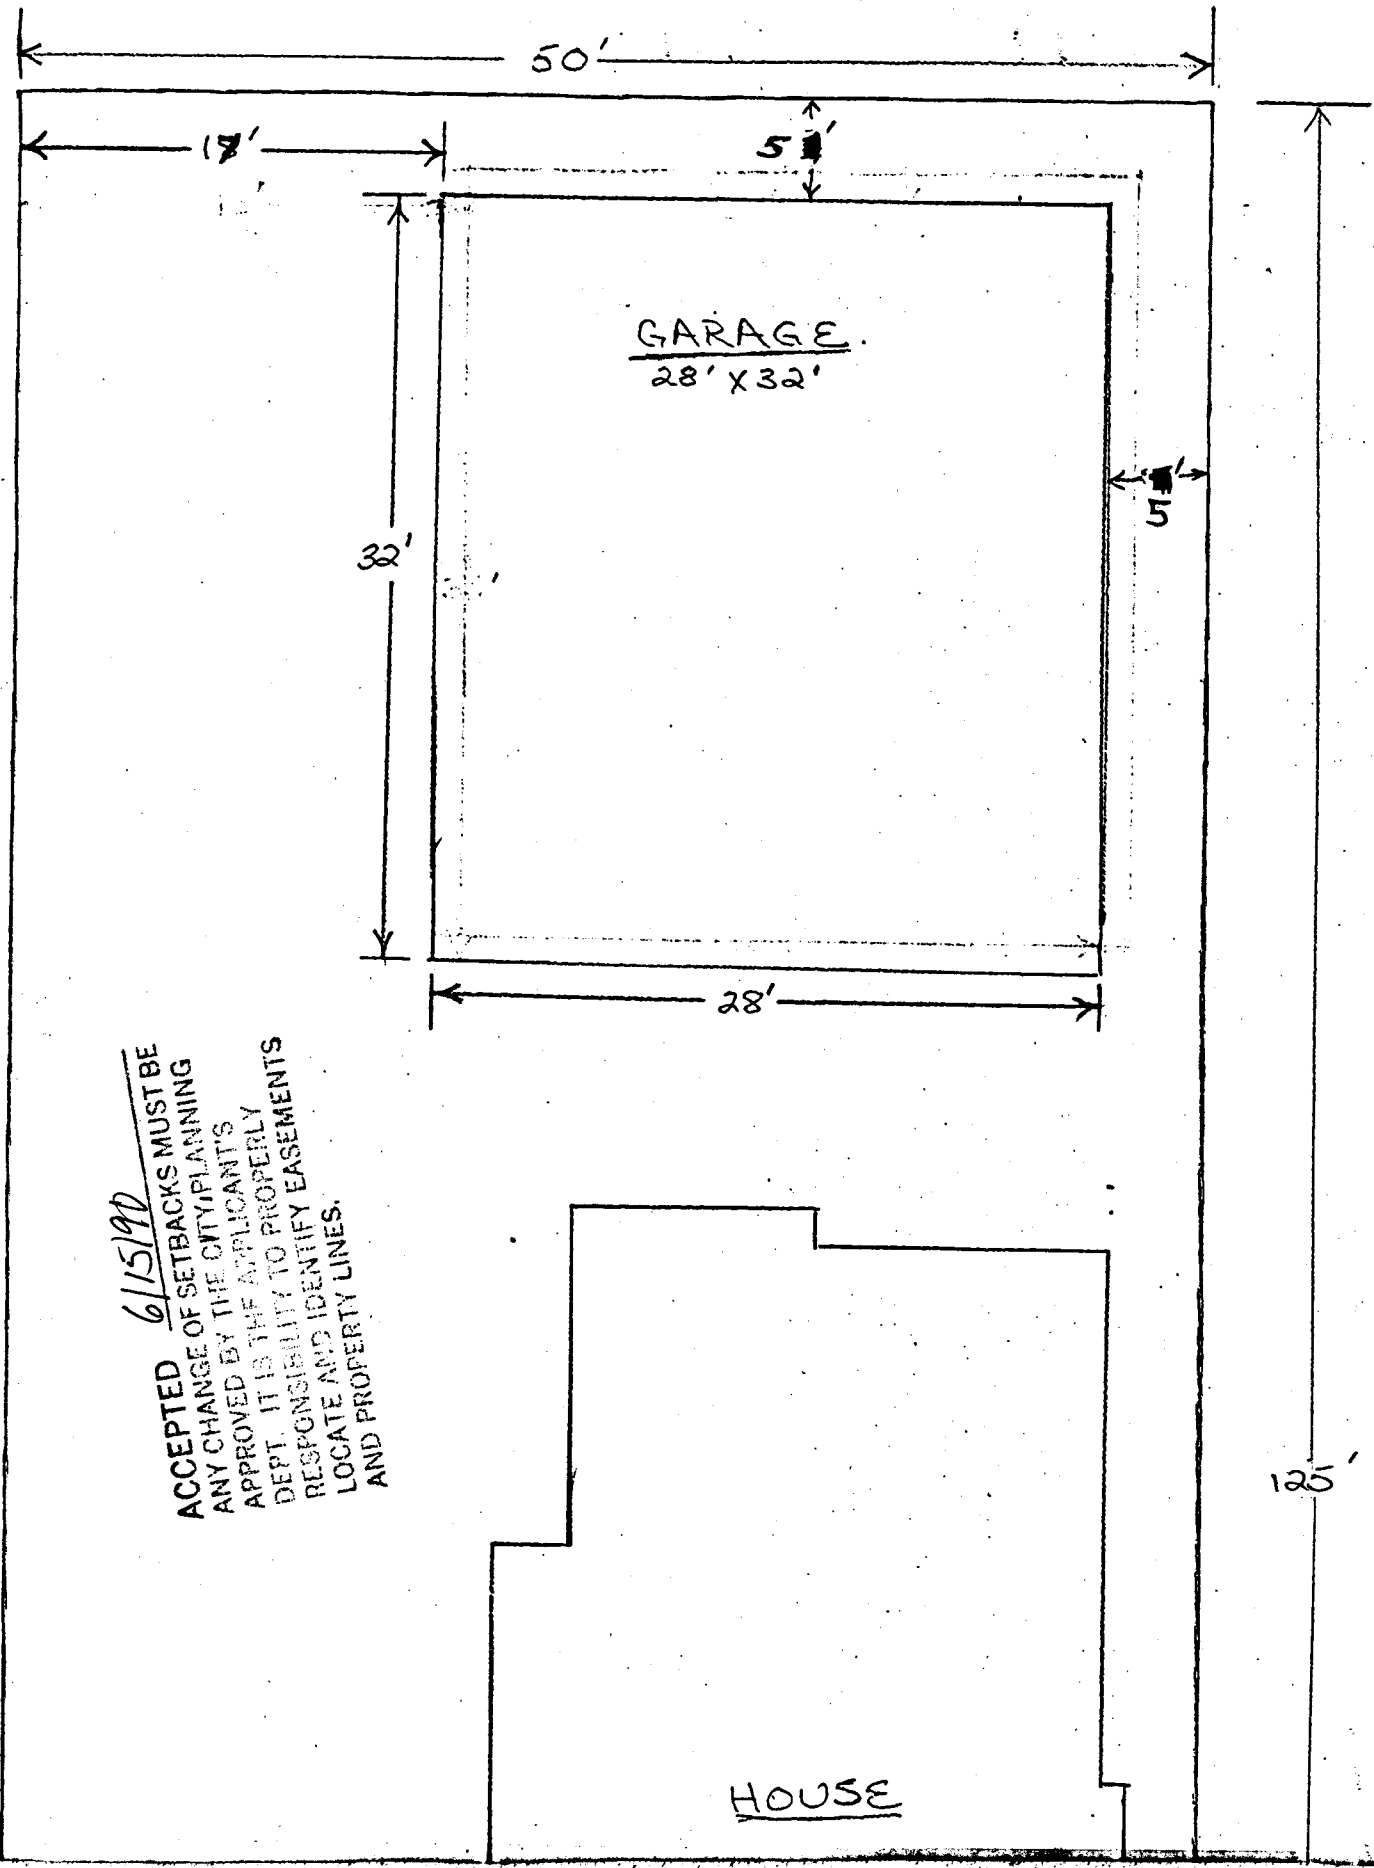 50'
17'
5'
GARAGE.
28' X 32'
5'
32'
28'
ACCEPTED 6/15/90
ANY CHANGE OF SETBACKS MUST BE
APPROVED BY THE CITY PLANNING
DEPT. IT IS THE APPLICANT'S
RESPONSIBILITY TO PROPERLY
LOCATE AND IDENTIFY EASEMENTS
AND PROPERTY LINES.
125'
HOUSE